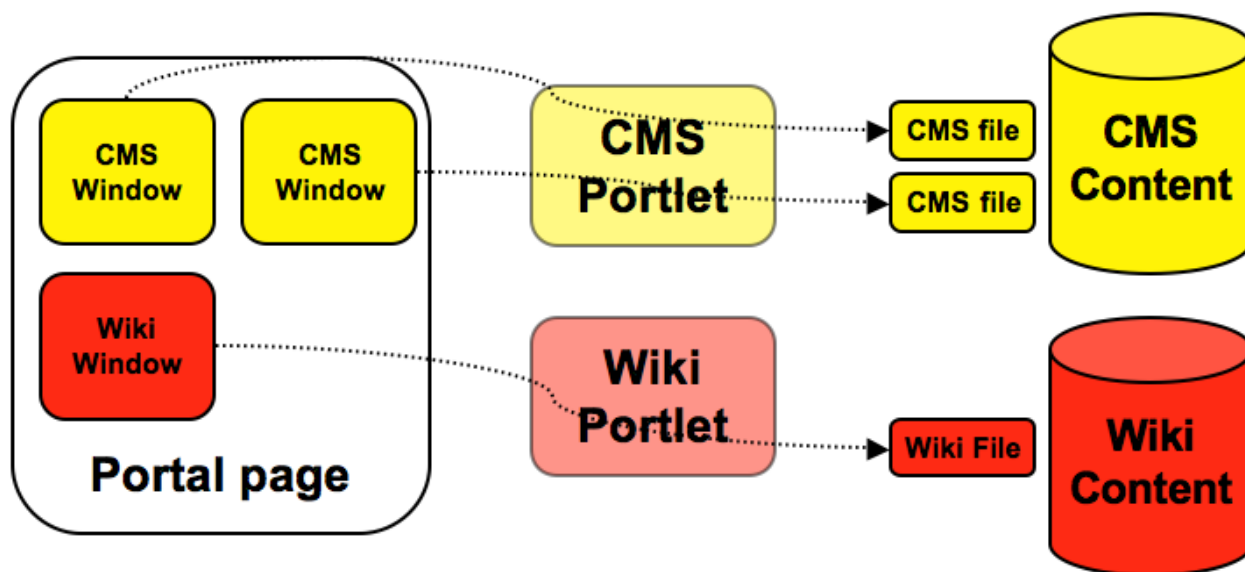 CMS
Window
CMS
Window
Wiki
Window
Portal page
CMS
Portlet
Wiki
Portlet
CMS file
CMS file
Wiki File
CMS
Content
Wiki
Content